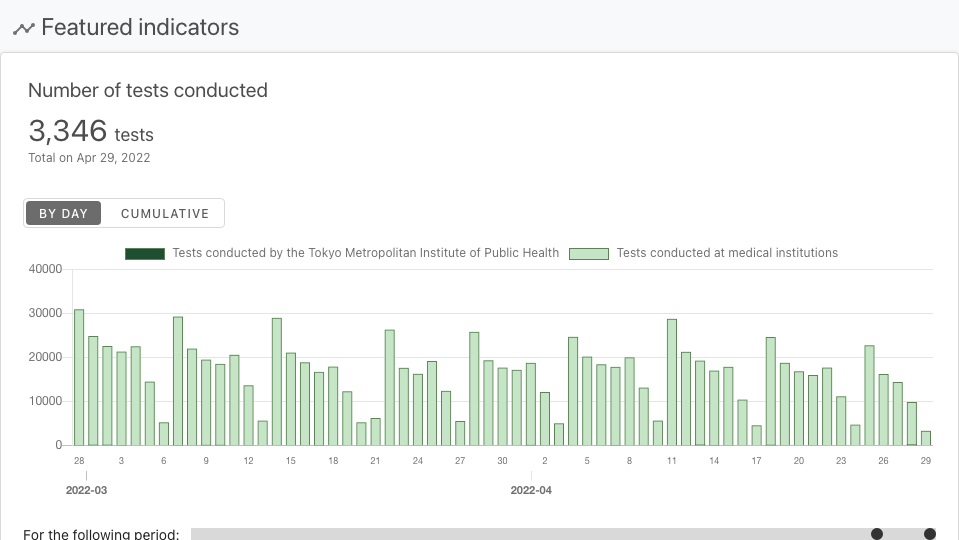 Featured indicators
Number of tests conducted
3,346 tests
Total on Apr 29, 2022
BY DAY CUMULATIVE
Tests conducted by the Tokyo Metropolitan Institute of Public Health Tests conducted at medical institutions
40000
30000
20000
10000
0
28 3 6 9 12 15 18 21 24 27 30 2 5 8 11 14 17 20 23 26 29
2022-03 2022-04
For the following period: